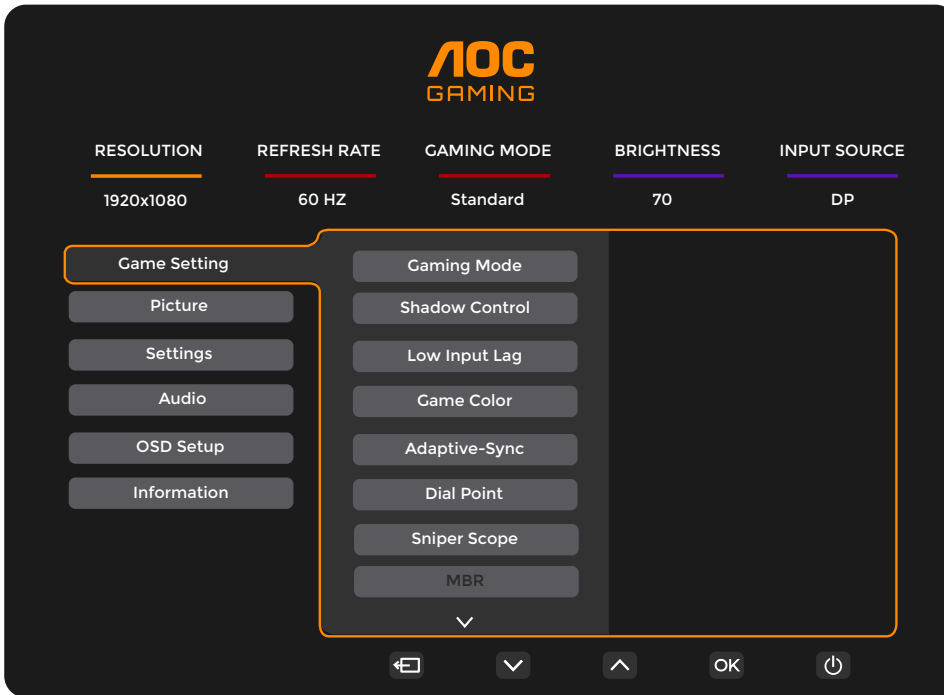 AOC
GAMING
RESOLUTION REFRESH RATE GAMING MODE BRIGHTNESS INPUT SOURCE
1920x1080 60 HZ Standard 70 DP
Game Setting
Picture
Settings
Audio
OSD Setup
Information
Gaming Mode
Shadow Control
Low Input Lag
Game Color
Adaptive-Sync
Dial Point
Sniper Scope
MBR
OK